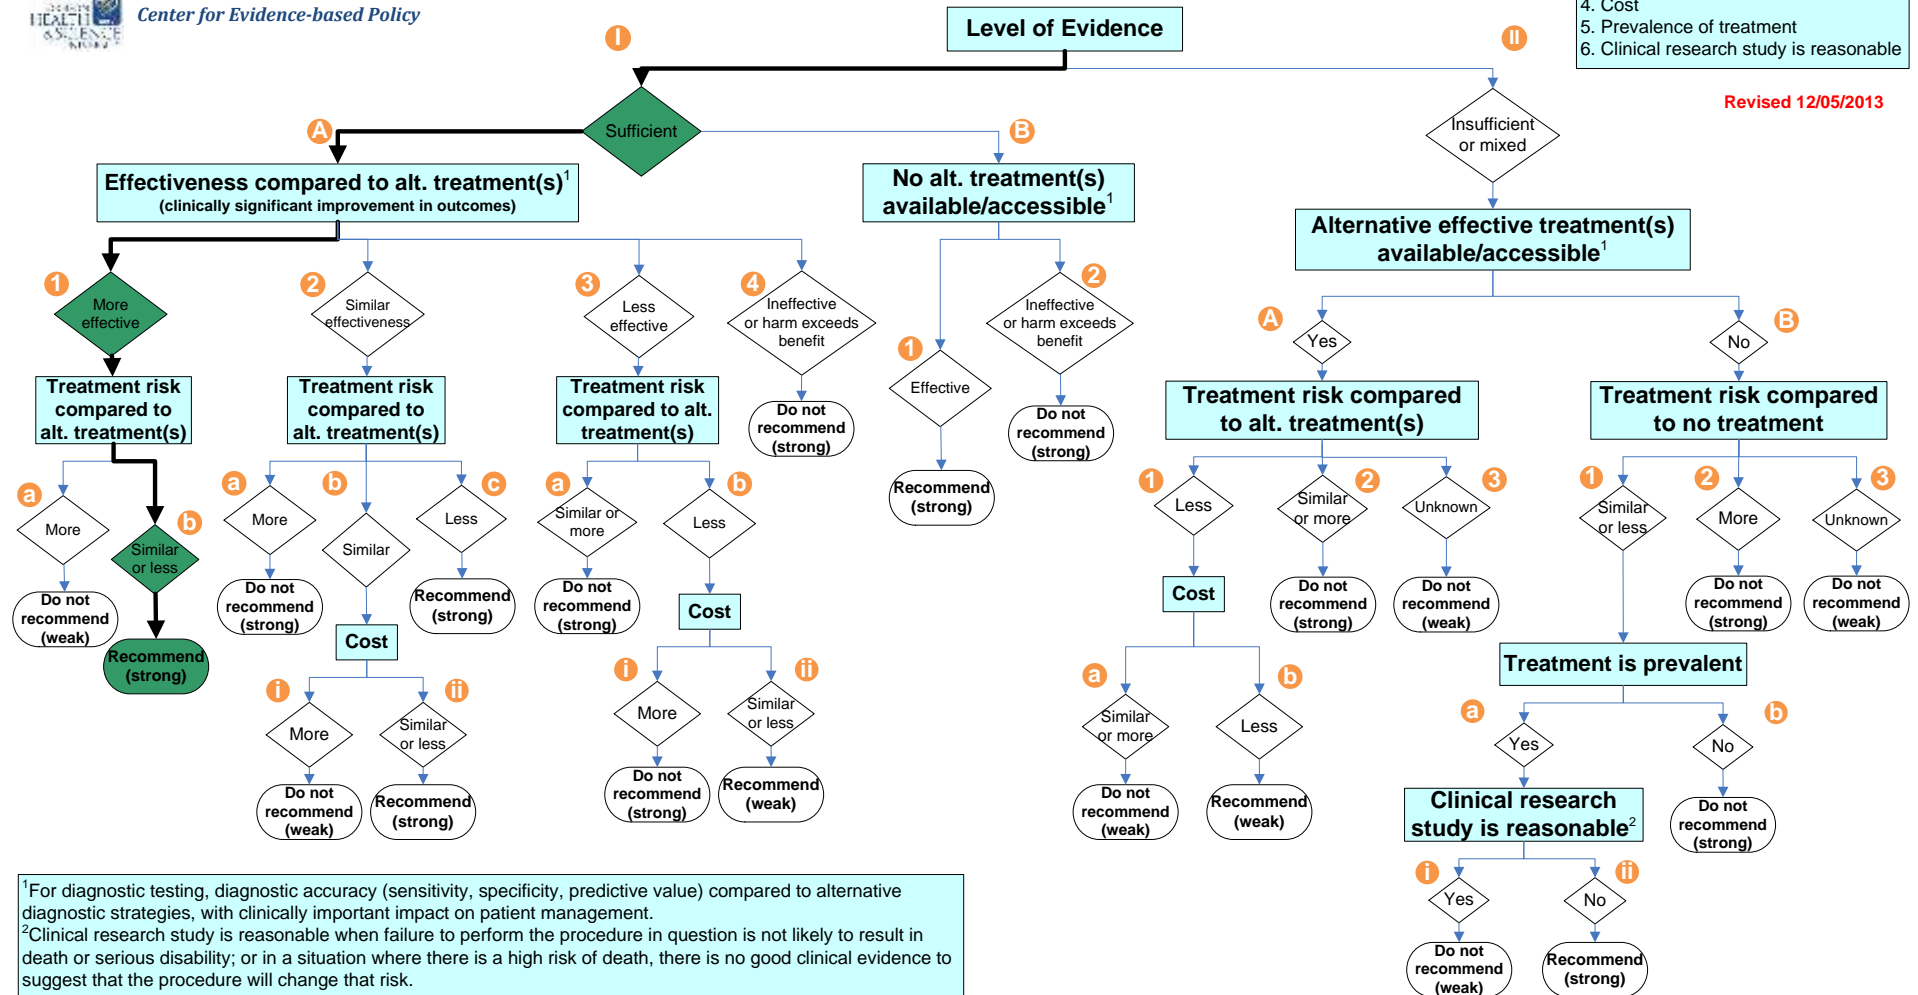 HEALTH
& SCIENCE
Center for Evidence-based Policy
4. Cost
5. Prevalence of treatment
6. Clinical research study is reasonable
Revised 12/05/2013
Level of Evidence
I
II
Sufficient
Insufficient
or mixed
A
B
Effectiveness compared to alt. treatment(s)1
(clinically significant improvement in outcomes)
No alt. treatment(s)
available/accessible1
Alternative effective treatment(s)
available/accessible1
1
More
effective
2
Similar
effectiveness
3
Less
effective
4
Ineffective
or harm exceeds
benefit
Do not
recommend
(strong)
1
Effective
Recommend
(strong)
2
Ineffective
or harm exceeds
benefit
Do not
recommend
(strong)
A
Yes
B
No
Treatment risk
compared to
alt. treatment(s)
Treatment risk
compared to
alt. treatment(s)
Treatment risk
compared to alt.
treatment(s)
Treatment risk compared
to alt. treatment(s)
Treatment risk compared
to no treatment
a
More
Do not
recommend
(weak)
b
Similar
or less
Recommend
(strong)
a
More
Do not
recommend
(strong)
b
Similar
c
Less
Recommend
(strong)
Cost
i
More
Do not
recommend
(weak)
ii
Similar
or less
Recommend
(strong)
a
Similar or
more
Do not
recommend
(strong)
b
Less
Cost
i
More
Do not
recommend
(strong)
ii
Similar
or less
Recommend
(weak)
1
Less
Cost
a
Similar
or more
Do not
recommend
(weak)
b
Less
Recommend
(weak)
2
Similar
or more
Do not
recommend
(strong)
3
Unknown
Do not
recommend
(weak)
1
Similar
or less
2
More
Do not
recommend
(strong)
3
Unknown
Do not
recommend
(weak)
Treatment is prevalent
a
Yes
b
No
Do not
recommend
(strong)
Clinical research
study is reasonable2
i
Yes
Do not
recommend
(weak)
ii
No
Recommend
(strong)
1For diagnostic testing, diagnostic accuracy (sensitivity, specificity, predictive value) compared to alternative
diagnostic strategies, with clinically important impact on patient management.
2Clinical research study is reasonable when failure to perform the procedure in question is not likely to result in
death or serious disability; or in a situation where there is a high risk of death, there is no good clinical evidence to
suggest that the procedure will change that risk.